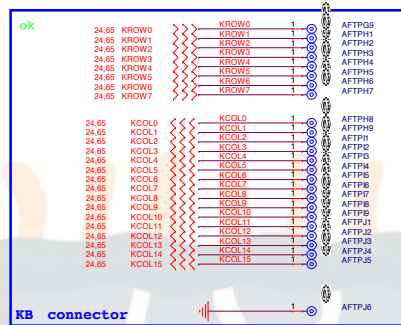 ok
24,65 KROW0 KROW0 1 AFTPG9
24,65 KROW1 KROW1 1 AFTPH1
24,65 KROW2 KROW2 1 AFTPH2
24,65 KROW3 KROW3 1 AFTPH3
24,65 KROW4 KROW4 1 AFTPH4
24,65 KROW5 KROW5 1 AFTPH5
24,65 KROW6 KROW6 1 AFTPH6
24,65 KROW7 KROW7 1 AFTPH7
24,65 KCOL0 KCOL0 1 AFTPH8
24,65 KCOL1 KCOL1 1 AFTPH9
24,65 KCOL2 KCOL2 1 AFTPI1
24,65 KCOL3 KCOL3 1 AFTPI2
24,65 KCOL4 KCOL4 1 AFTPI3
24,65 KCOL5 KCOL5 1 AFTPI4
24,65 KCOL6 KCOL6 1 AFTPI5
24,65 KCOL7 KCOL7 1 AFTPI6
24,65 KCOL8 KCOL8 1 AFTPI7
24,65 KCOL9 KCOL9 1 AFTPI8
24,65 KCOL10 KCOL10 1 AFTPI9
24,65 KCOL11 KCOL11 1 AFTPJ1
24,65 KCOL12 KCOL12 1 AFTPJ2
24,65 KCOL13 KCOL13 1 AFTPJ3
24,65 KCOL14 KCOL14 1 AFTPJ4
24,65 KCOL15 KCOL15 1 AFTPJ5
1 AFTPJ6
KB connector